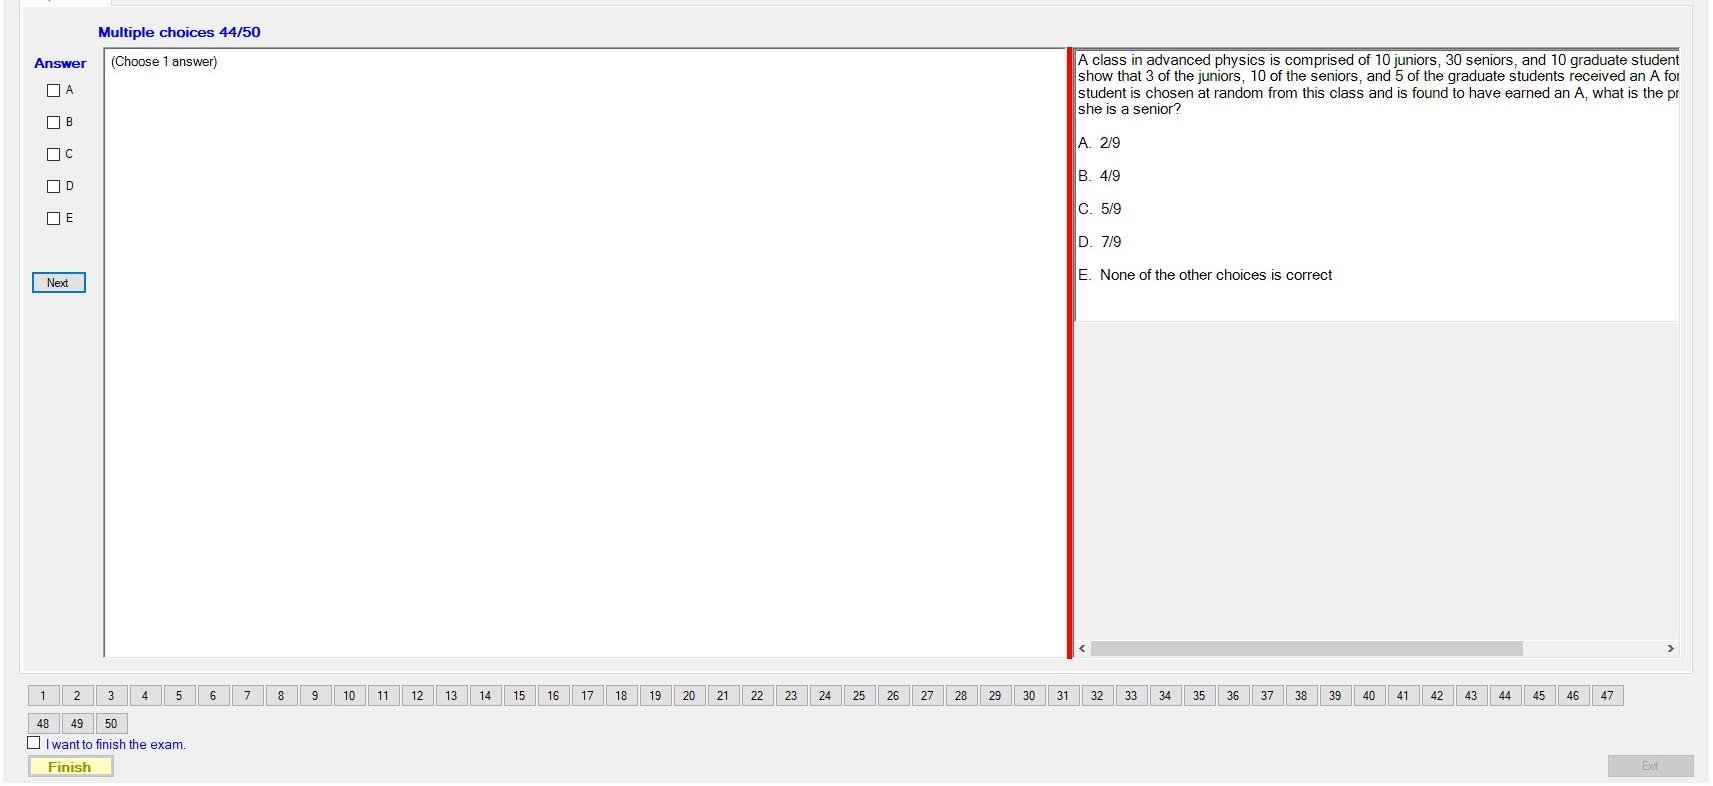 Multiple choices 44/50
Answer
(Choose 1 answer)
A
B
C
D
E
Next
A class in advanced physics is comprised of 10 juniors, 30 seniors, and 10 graduate student
show that 3 of the juniors, 10 of the seniors, and 5 of the graduate students received an A for
student is chosen at random from this class and is found to have earned an A, what is the pr
she is a senior?
A. 2/9
B. 4/9
C. 5/9
D. 7/9
E. None of the other choices is correct
1 2 3 4 5 6 7 8 9 10 11 12 13 14 15 16 17 18 19 20 21 22 23 24 25 26 27 28 29 30 31 32 33 34 35 36 37 38 39 40 41 42 43 44 45 46 47
48 49 50
I want to finish the exam.
Finish
Exit